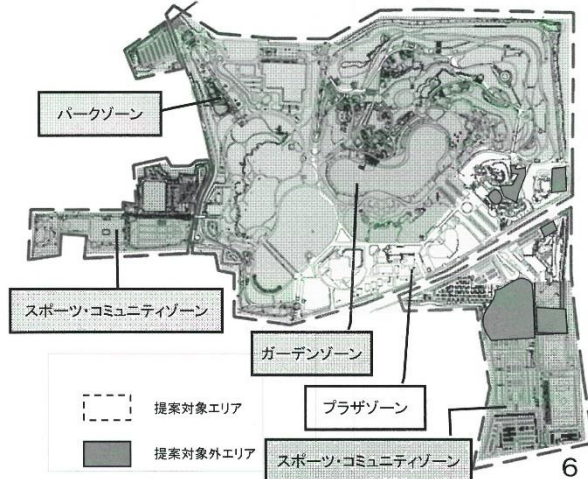 パークゾーン
スポーツ・コミュニティゾーン
ガーデンゾーン
プラザゾーン
提案対象エリア
提案対象外エリア
スポーツ・コミュニティゾーン
6